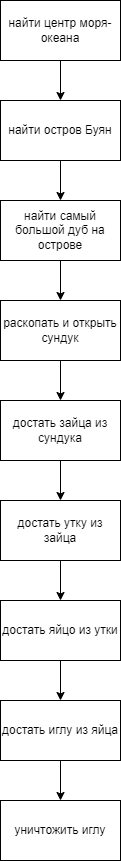 найти центр моря-
океана
найти остров Буян
найти самый
большой дуб на
острове
раскопать и открыть
сундук
достать зайца из
сундука
достать утку из
зайца
достать яйцо из утки
достать иглу из яйца
уничтожить иглу